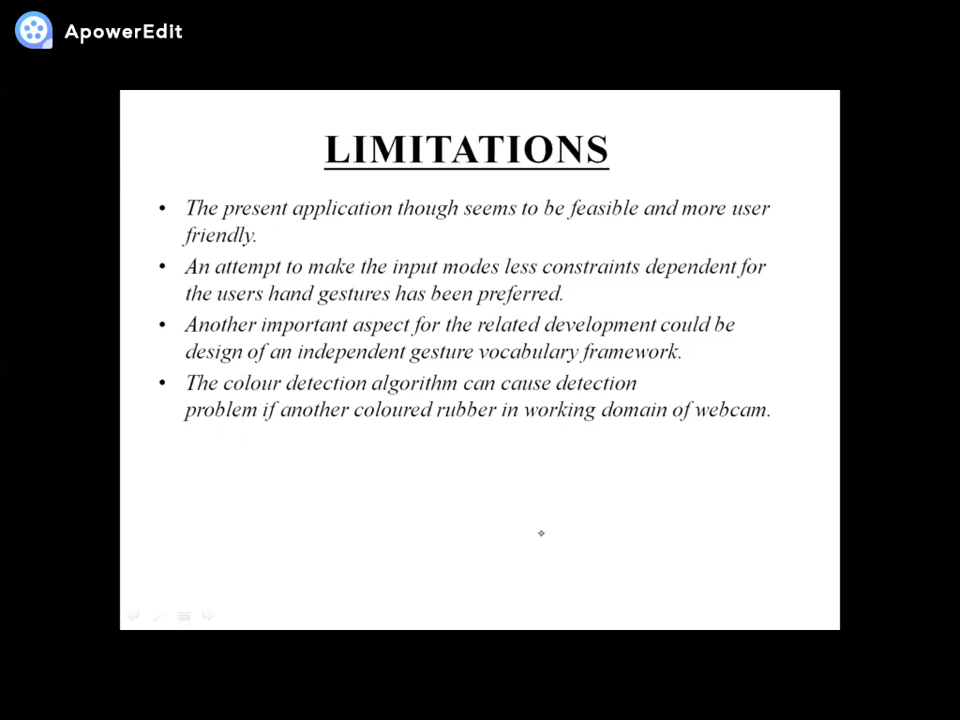 ApowerEdit
LIMITATIONS
• The present application though seems to be feasible and more user
friendly.
• An attempt to make the input modes less constraints dependent for
the users hand gestures has been preferred.
• Another important aspect for the related development could be
design of an independent gesture vocabulary framework.
• The colour detection algorithm can cause detection
problem if another coloured rubber in working domain of webcam.